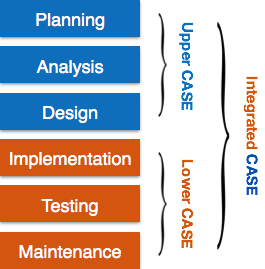 Planning
Analysis
Design
Implementation
Testing
Maintenance
Upper CASE
Lower CASE
Integrated CASE